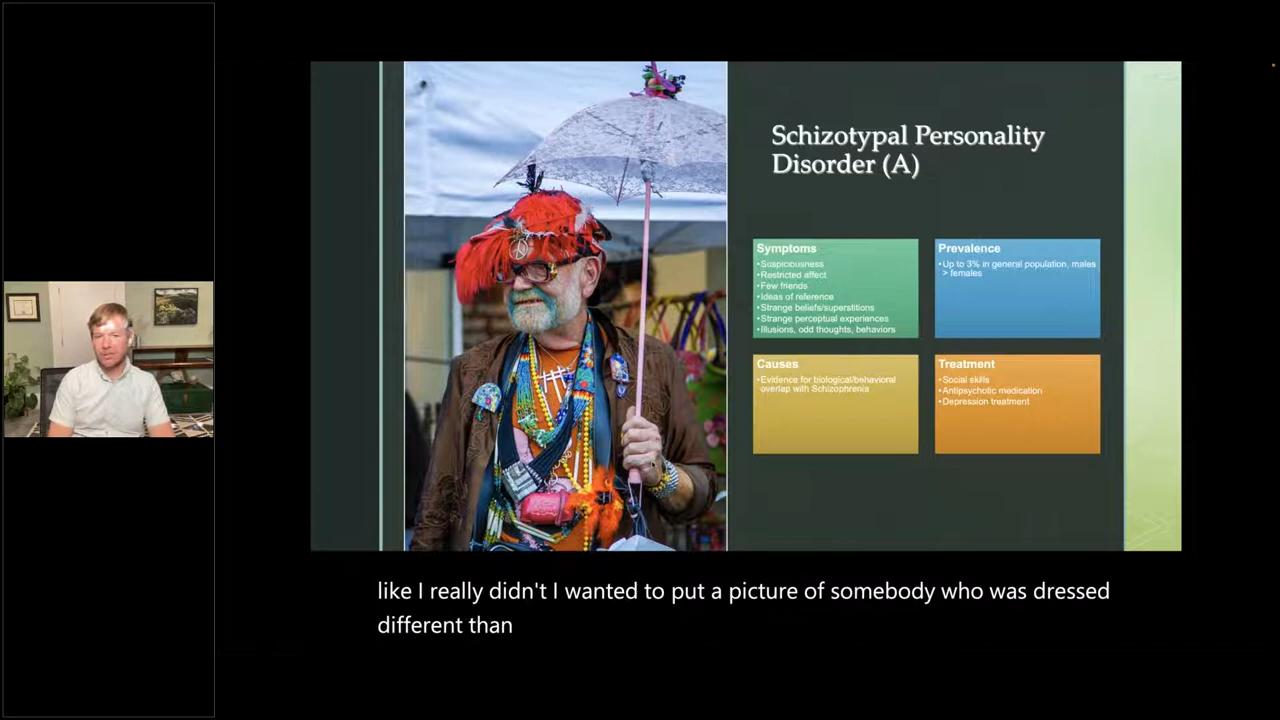 Schizotypal Personality
Disorder (A)
Symptoms
•Suspiciousness
•Restricted affect
•Few friends
•Ideas of reference
•Strange beliefs/superstitions
•Strange perceptual experiences
•Illusions, odd thoughts, behaviors
Prevalence
•Up to 3% in general population, males
> females
Causes
•Evidence for biological/behavioral
overlap with Schizophrenia
Treatment
•Social skills
•Antipsychotic medication
•Depression treatment
like I really didn't I wanted to put a picture of somebody who was dressed
different than